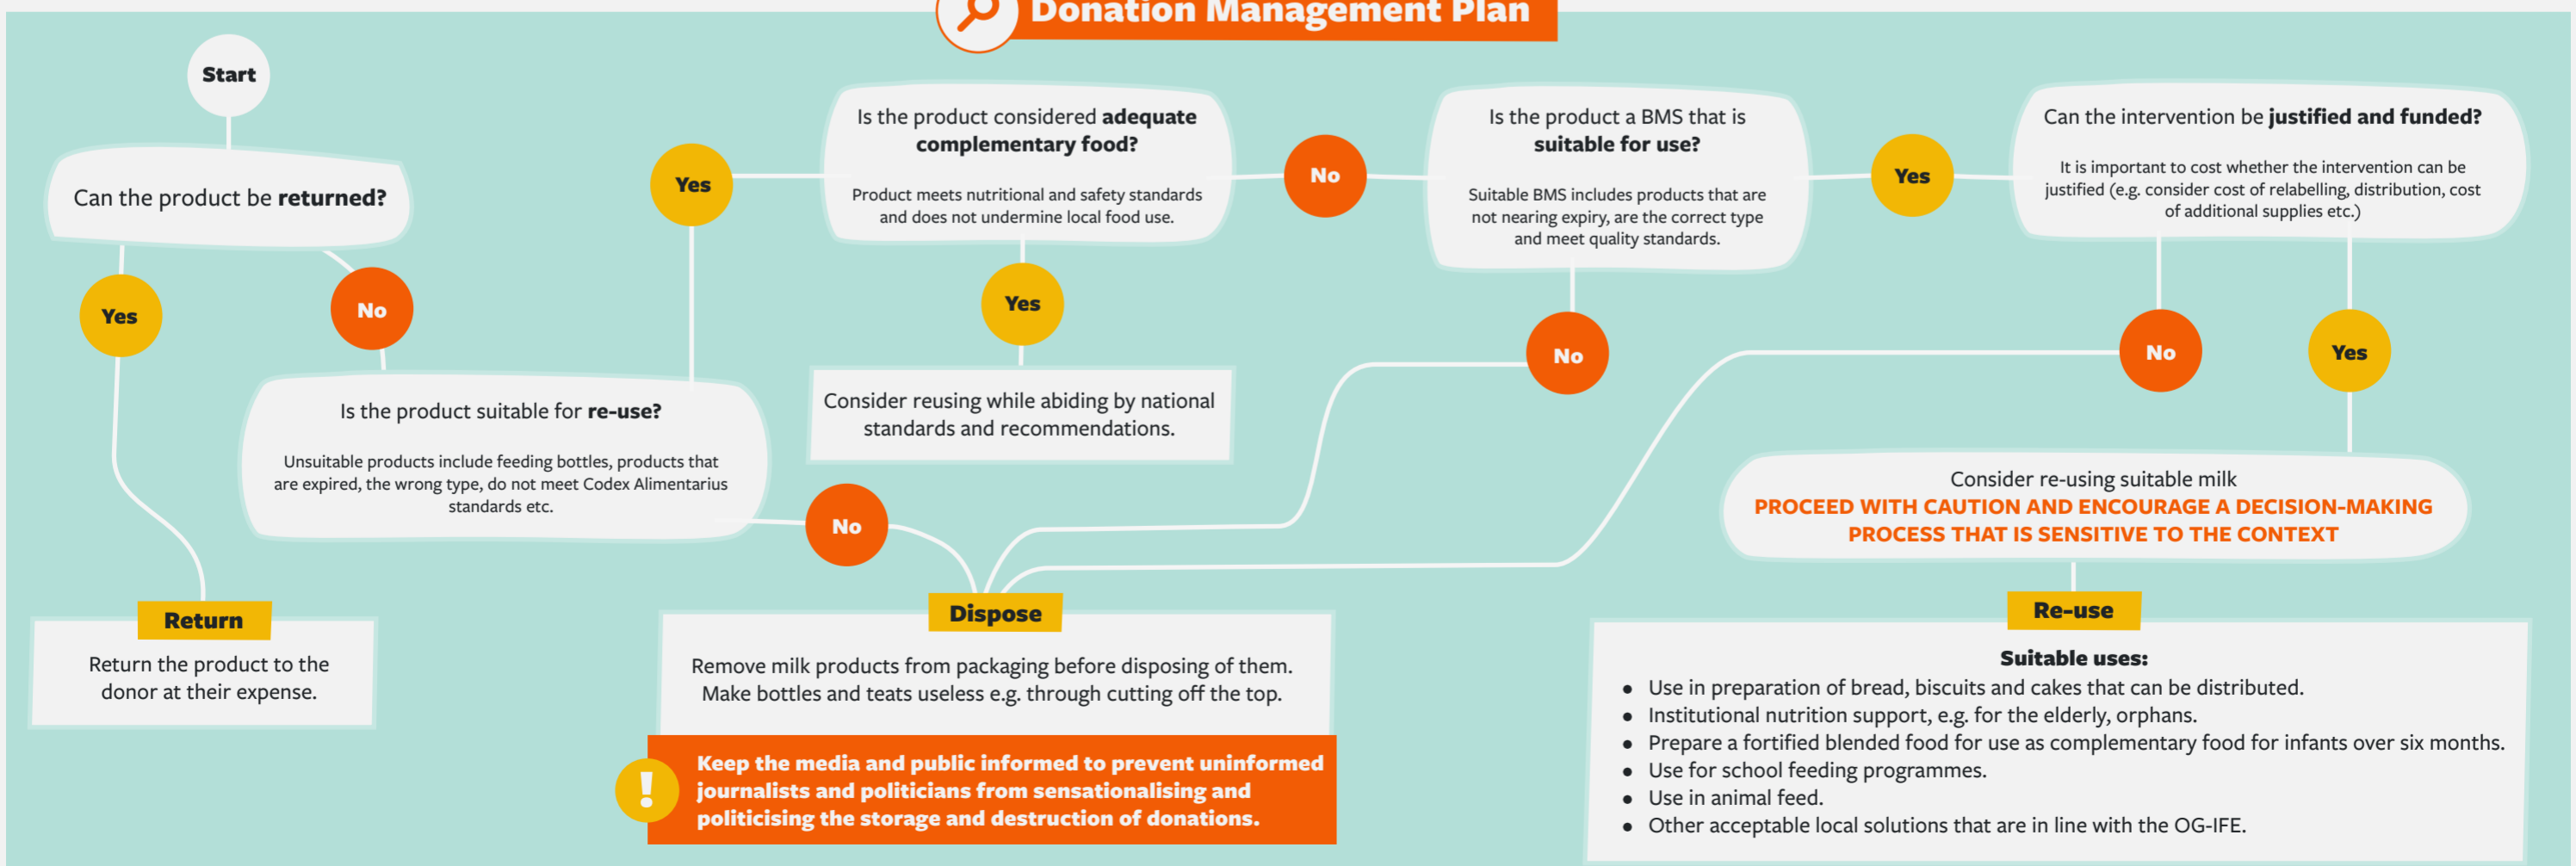 Donation Management Plan
Start
Can the product be returned?
Yes
No
Return
Return the product to the
donor at their expense.
Is the product suitable for re-use?
Unsuitable products include feeding bottles, products that
are expired, the wrong type, do not meet Codex Alimentarius
standards etc.
Yes
No
Is the product considered adequate
complementary food?
Product meets nutritional and safety standards
and does not undermine local food use.
Yes
Consider reusing while abiding by national
standards and recommendations.
No
Is the product a BMS that is
suitable for use?
Suitable BMS includes products that are
not nearing expiry, are the correct type
and meet quality standards.
No
Yes
Can the intervention be justified and funded?
It is important to cost whether the intervention can be
justified (e.g. consider cost of relabelling, distribution, cost
of additional supplies etc.)
No
Yes
Dispose
Remove milk products from packaging before disposing of them.
Make bottles and teats useless e.g. through cutting off the top.
!
Keep the media and public informed to prevent uninformed
journalists and politicians from sensationalising and
politicising the storage and destruction of donations.
Consider re-using suitable milk
PROCEED WITH CAUTION AND ENCOURAGE A DECISION-MAKING
PROCESS THAT IS SENSITIVE TO THE CONTEXT
Re-use
Suitable uses:
• Use in preparation of bread, biscuits and cakes that can be distributed.
• Institutional nutrition support, e.g. for the elderly, orphans.
• Prepare a fortified blended food for use as complementary food for infants over six months.
• Use for school feeding programmes.
• Use in animal feed.
• Other acceptable local solutions that are in line with the OG-IFE.